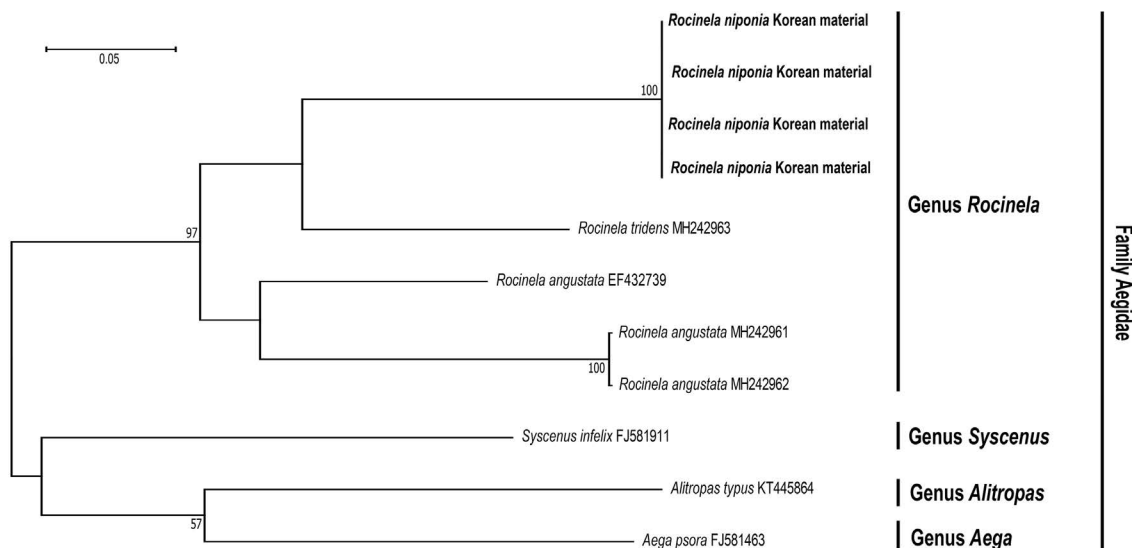 0.05
Rocinela niponia Korean material
Rocinela niponia Korean material
100
Rocinela niponia Korean material
Rocinela niponia Korean material
Genus Rocinela
97
Rocinela tridens MH242963
Rocinela angustata EF432739
Rocinela angustata MH242961
100
Rocinela angustata MH242962
Syscenus infelix FJ581911
Genus Syscenus
Alitropas typus KT445864
Genus Alitropas
57
Aega psora FJ581463
Genus Aega
Family Aegidae